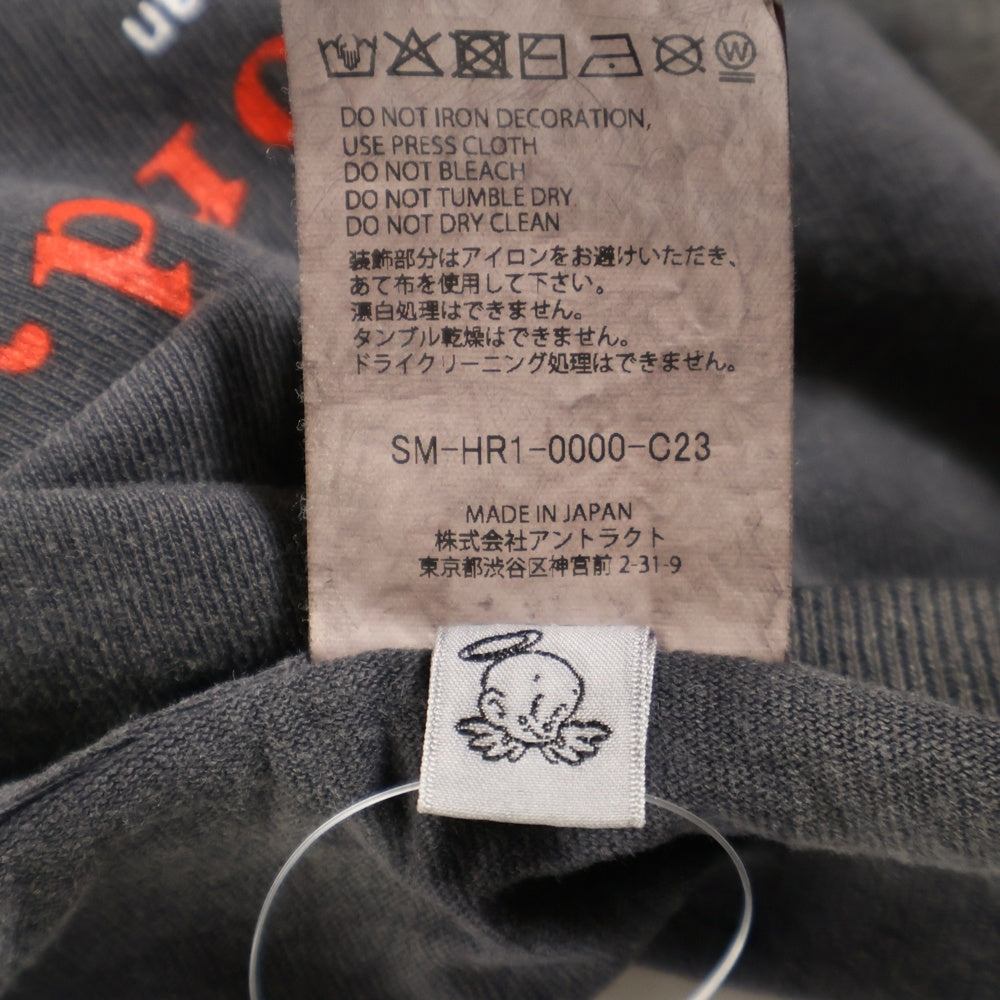 an
pro
DO NOT IRON DECORATION,
USE PRESS CLOTH
DO NOT BLEACH
DO NOT TUMBLE DRY
DO NOT DRY CLEAN
装飾部分はアイロンをお避けいただき、
あて布を使用して下さい。
漂白処理はできません。
タンブル乾燥はできません。
ドライクリーニング処理はできません。
SM-HR1-0000-C23
MADE IN JAPAN
株式会社アントラクト
東京都渋谷区神宮前 2-31-9